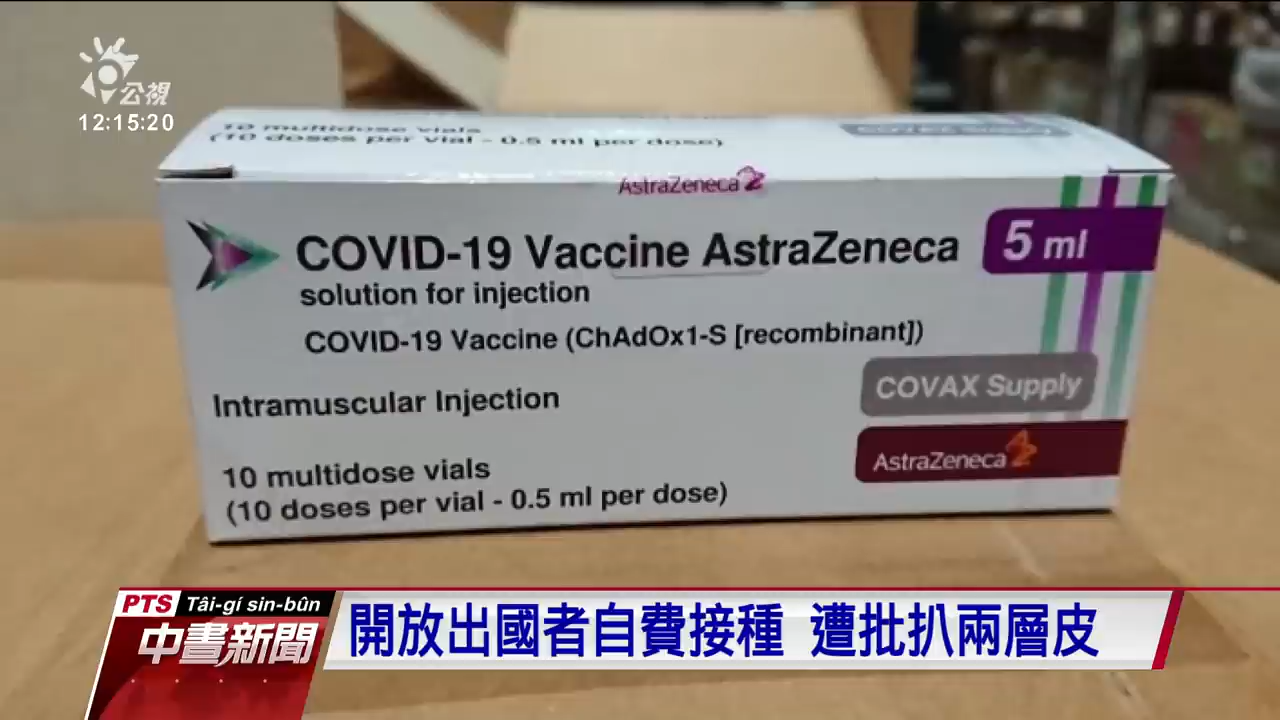 公視
12:15:20
10 multidose vials
(10 doses per vial - 0.5 ml per dose)
COVAX Supply
AstraZeneca
COVID-19 Vaccine AstraZeneca
5 ml
solution for injection
COVID-19 Vaccine (ChAdOx1-S [recombinant])
COVAX Supply
Intramuscular Injection
AstraZeneca
10 multidose vials
(10 doses per vial - 0.5 ml per dose)
PTS Tâi-gí sin-bûn
中晝新聞
開放出國者自費接種 遭批扒兩層皮